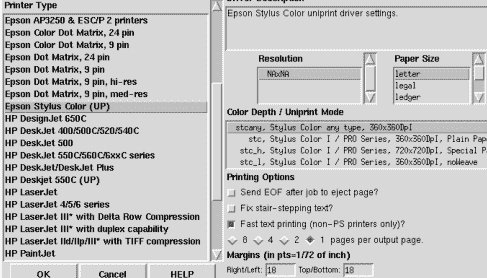 Printer Type
Epson AP3250 & ESC/P 2 printers
Epson Color Dot Matrix, 24 pin
Epson Color Dot Matrix, 9 pin
Epson Dot Matrix, 24 pin
Epson Dot Matrix, 9 pin
Epson Dot Matrix, 9 pin, hi-res
Epson Dot Matrix, 9 pin, med-res
Epson Stylus Color (UP)
HP DesignJet 650C
HP DeskJet 400/500C/520/540C
HP DeskJet 500
HP DeskJet 550C/560C/6xxC series
HP DeskJet/DeskJet Plus
HP Deskjet 550C (UP)
HP LaserJet
HP LaserJet 4/5/6 series
HP LaserJet III* with Delta Row Compression
HP LaserJet III* with duplex capability
HP LaserJet IId/IIp/III* with TIFF compression
HP PaintJet
OK Cancel HELP
Driver Description
Epson Stylus Color uniprint driver settings.
Resolution
NAxNA
Paper Size
letter
legal
ledger
Color Depth / Uniprint Mode
stcany, Stylus Color any type, 360x360DpI
stc, Stylus Color I / PRO Series, 360x360DpI, Plain Pape
stc_h, Stylus Color I / PRO Series, 720x720DpI, Special P
stc_l, Stylus Color I / PRO Series, 360x360DpI, noWeave
Printing Options
Send EOF after job to eject page?
Fix stair-stepping text?
Fast text printing (non-PS printers only)?
8 4 2 1 pages per output page.
Margins (in pts=1/72 of inch)
Right/Left: 18 Top/Bottom: 18